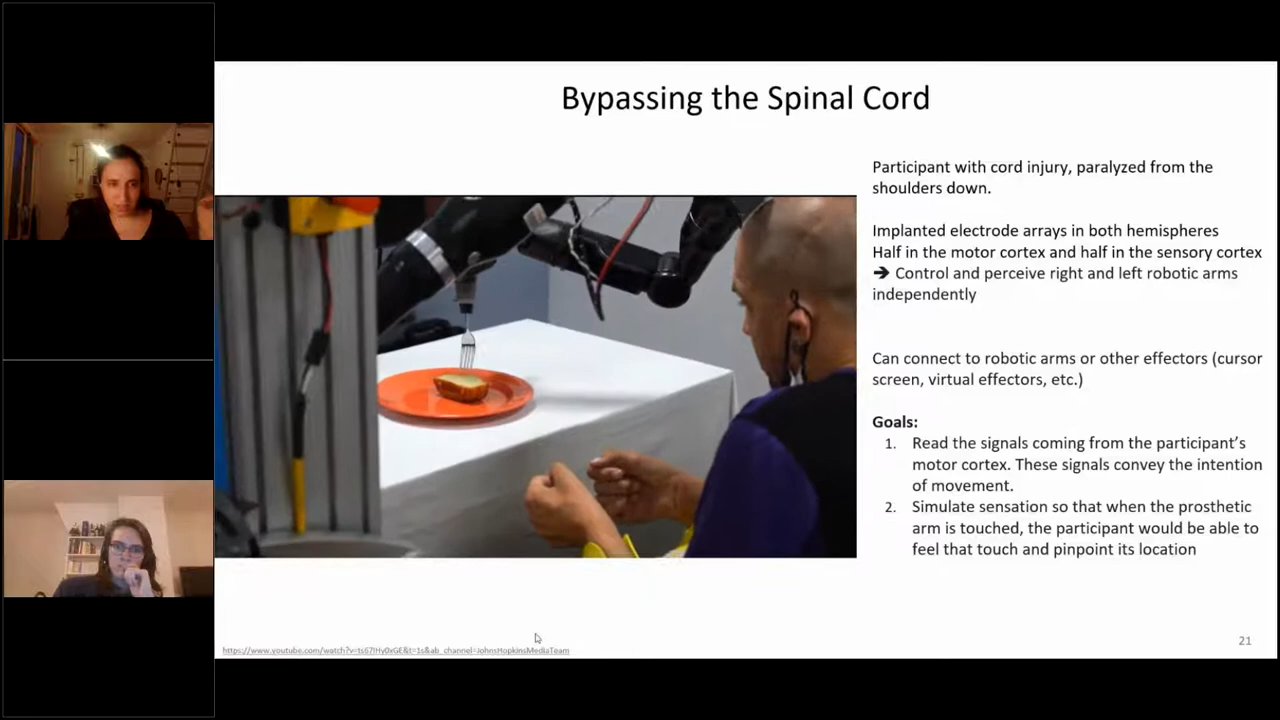 Bypassing the Spinal Cord
Participant with cord injury, paralyzed from the
shoulders down.
Implanted electrode arrays in both hemispheres
Half in the motor cortex and half in the sensory cortex
➔ Control and perceive right and left robotic arms
independently
Can connect to robotic arms or other effectors (cursor
screen, virtual effectors, etc.)
Goals:
1. Read the signals coming from the participant's
motor cortex. These signals convey the intention
of movement.
2. Simulate sensation so that when the prosthetic
arm is touched, the participant would be able to
feel that touch and pinpoint its location
21